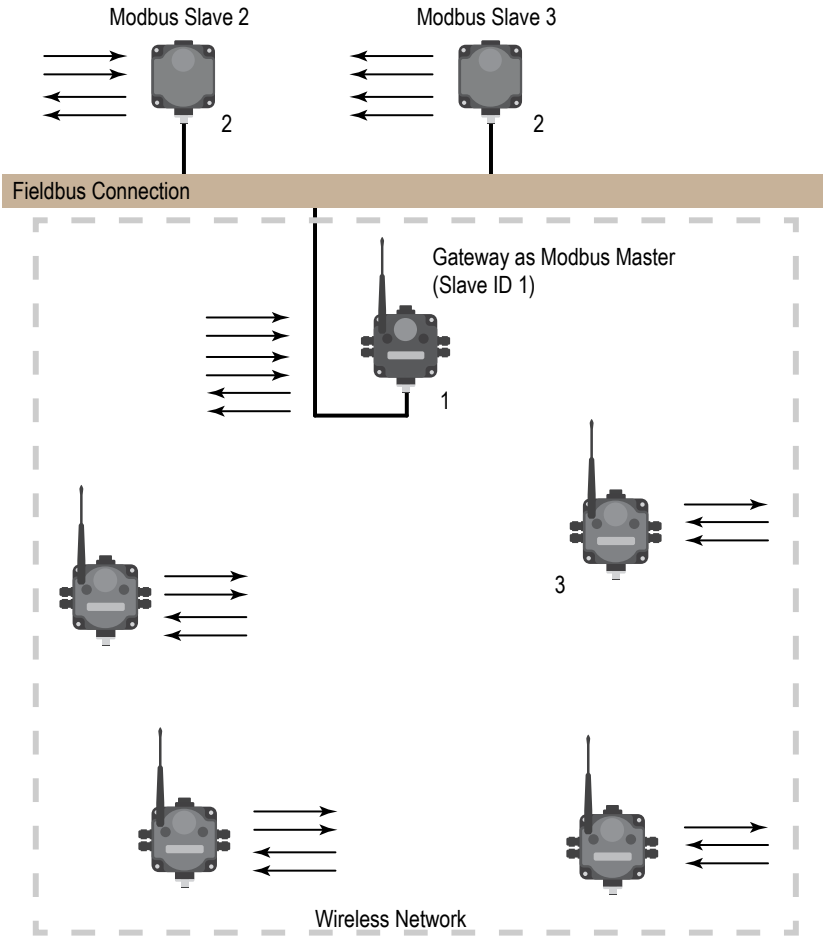 Modbus Slave 2
Modbus Slave 3
2
2
Fieldbus Connection
Gateway as Modbus Master
(Slave ID 1)
1
3
Wireless Network